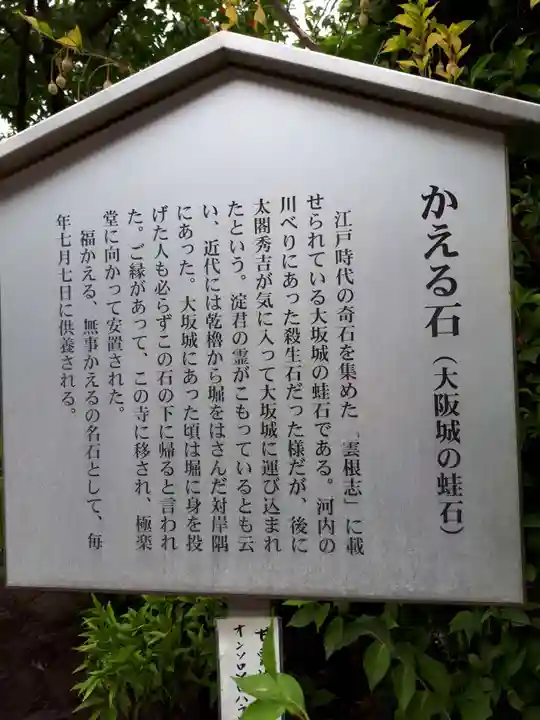 かえる石（大阪城の蛙石）
江戸時代の奇石を集めた「雲根志」に載
せられている大坂城の蛙石である。河内の
川べりにあった殺生石だった様だが、後に
太閤秀吉が気に入って大坂城に運び込まれ
たという。淀君の霊がこもっているとも云
い、近代には乾櫓から堀をはさんだ対岸隅
にあった。大坂城にあった頃は堀に身を投
げた人も必らずこの石の下に帰ると言われ
た。ご縁があって、この寺に移され、極楽
堂に向かって安置された。
福かえる、無事かえるの名石として、毎
年七月七日に供養される。